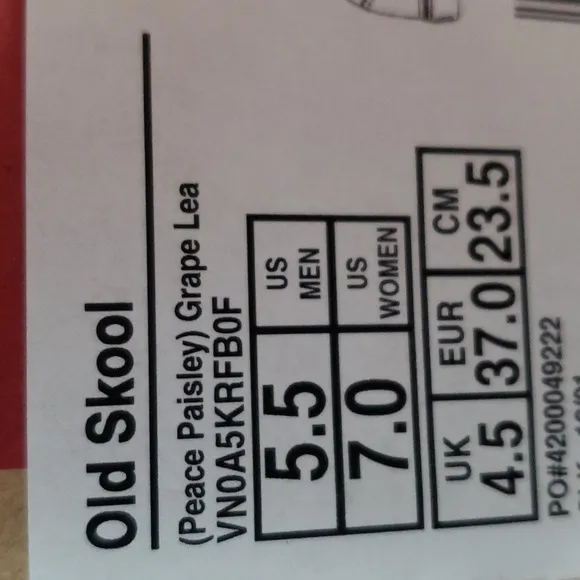 Old Skool
(Peace Paisley) Grape Lea
VN0A5KRFB0F
5.5 US MEN
7.0 US WOMEN
UK EUR CM
4.5 37.0 23.5
PO#4200049222